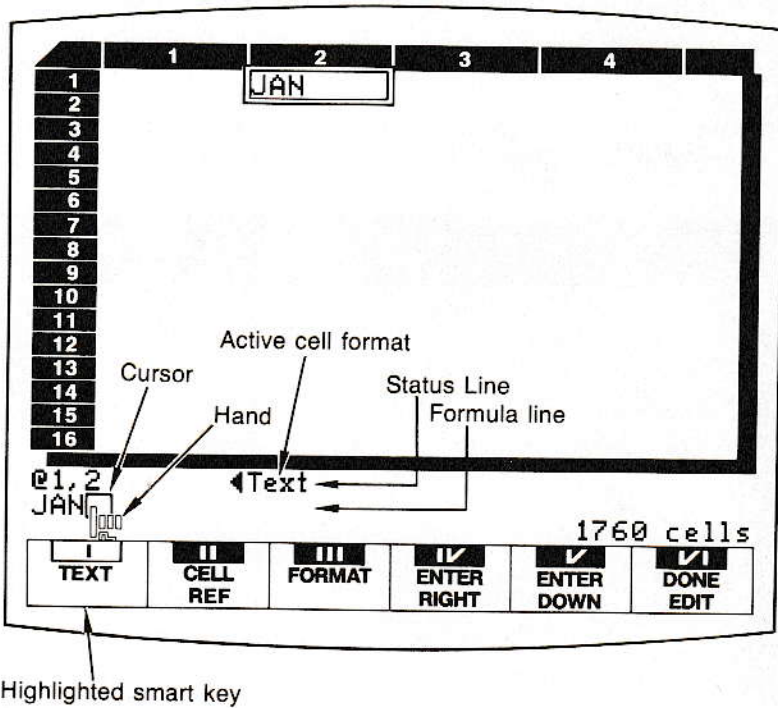 1 2 3 4
1 JAN
2
3
4
5
6
7
8
9
10
11
12
13
14
15
16
Active cell format
Cursor
Status Line
Hand
Formula line
@1,2 ◀Text
JAN
1760 cells
I II III IV V VI
TEXT CELL REF FORMAT ENTER RIGHT ENTER DOWN DONE EDIT
Highlighted smart key